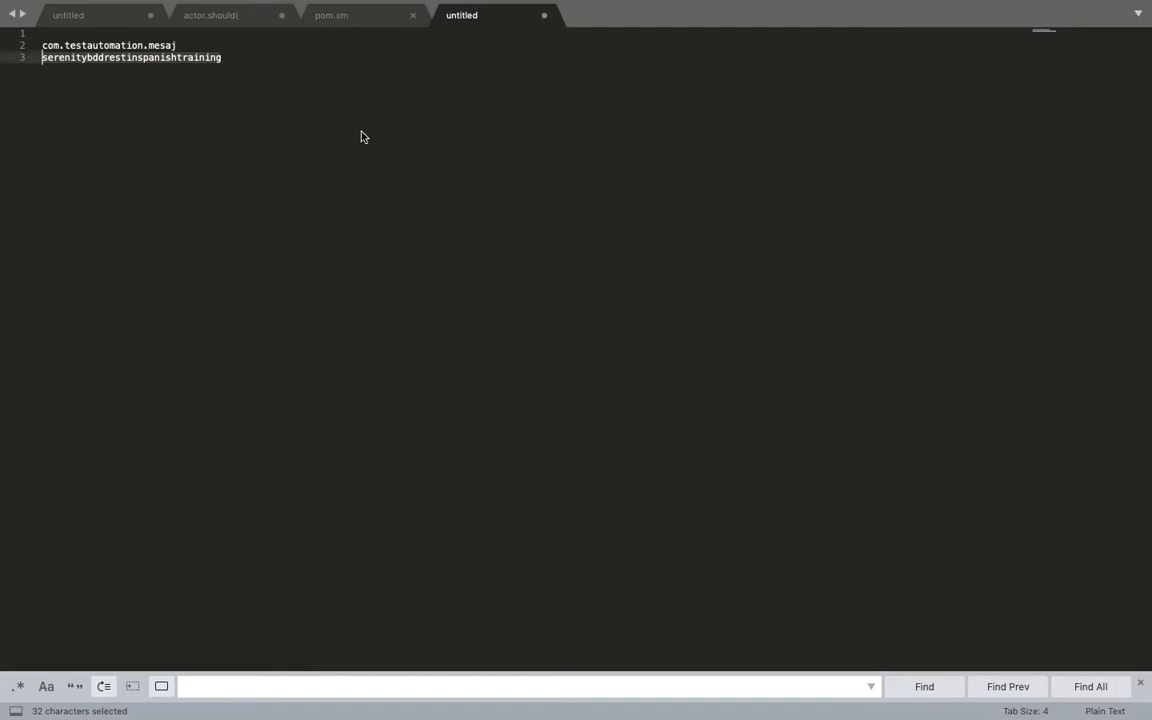 untitled
actor.should(
pom.xm
untitled
1
2 com.testautomation.mesaj
3 serenitybddrestinspanishtraining
.* Aa “” Find Find Prev Find All
32 characters selected
Tab Size: 4
Plain Text